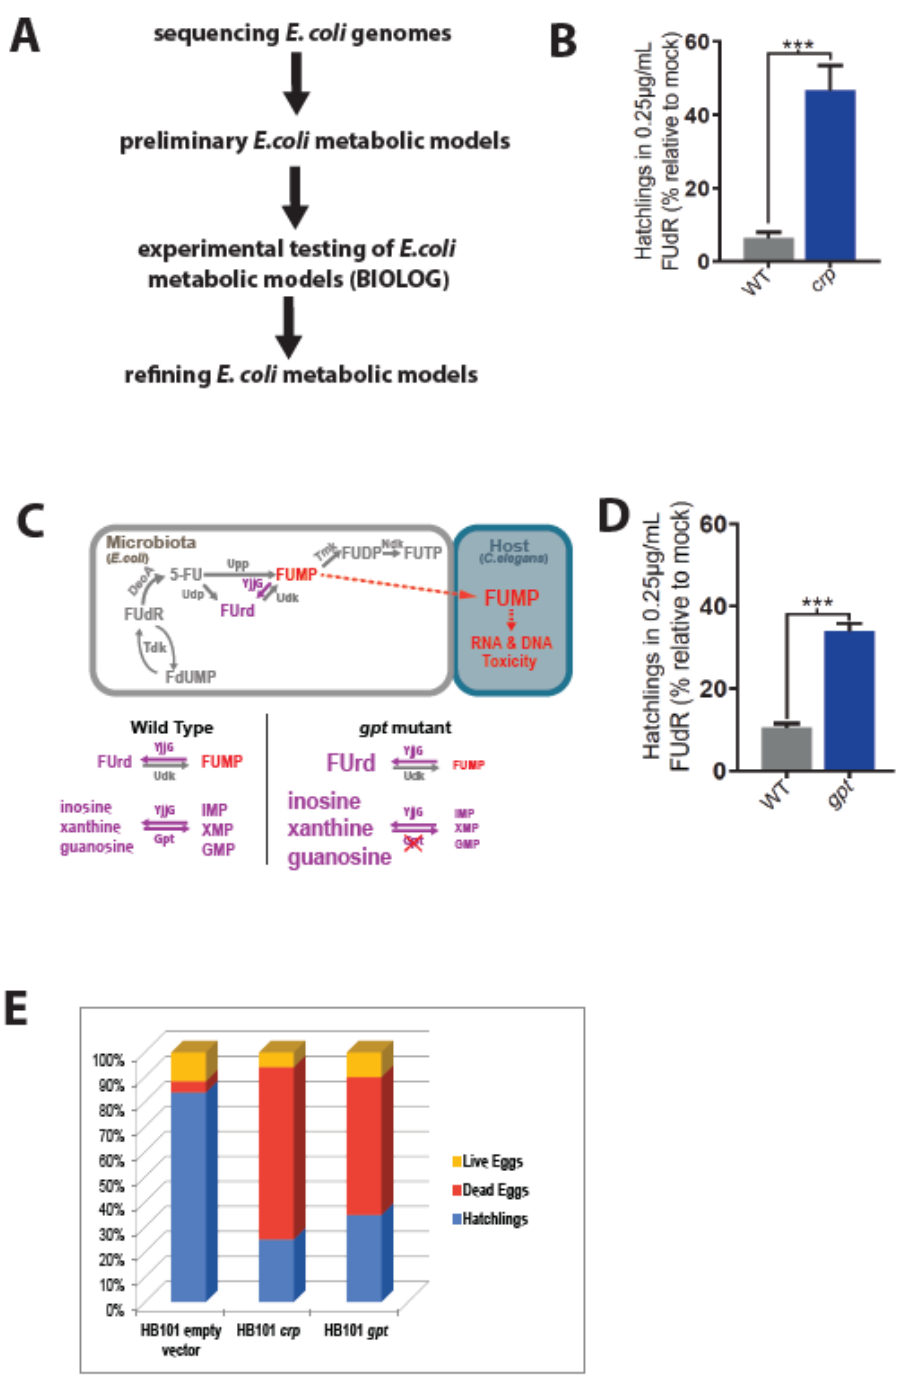 A
sequencing E. coli genomes
preliminary E.coli metabolic models
experimental testing of E.coli
metabolic models (BIOLOG)
refining E. coli metabolic models
B
Hatchlings in 0.25µg/mL
FUdR (% relative to mock)
60
40
20
0
***
WT
crp
C
Microbiota
(E.coli)
DeoA
5-FU
Upp
YjjG
FUMP
Tmk
FUDP
Ndk
FUTP
Udp
FUrd
Udk
FUdR
Tdk
FdUMP
Host
(C.elegans)
FUMP
RNA & DNA
Toxicity
Wild Type
FUrd
YjjG
Udk
FUMP
inosine
xanthine
guanosine
YjjG
Gpt
IMP
XMP
GMP
gpt mutant
FUrd
YjjG
Udk
FUMP
inosine
xanthine
guanosine
YjjG
Gpt
IMP
XMP
GMP
D
Hatchlings in 0.25µg/mL
FUdR (% relative to mock)
60
40
20
0
***
WT
gpt
E
100%
90%
80%
70%
60%
50%
40%
30%
20%
10%
0%
HB101 empty
vector
HB101 crp
HB101 gpt
Live Eggs
Dead Eggs
Hatchlings